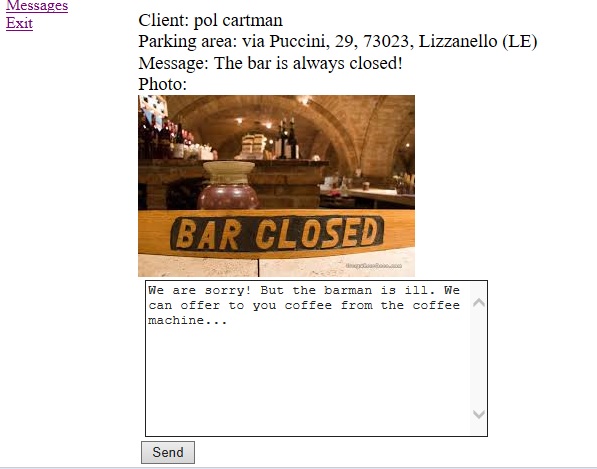 Messages
Exit
Client: pol cartman
Parking area: via Puccini, 29, 73023, Lizzanello (LE)
Message: The bar is always closed!
Photo:
BAR CLOSED
We are sorry! But the barman is ill. We
can offer to you coffee from the coffee
machine...
Send